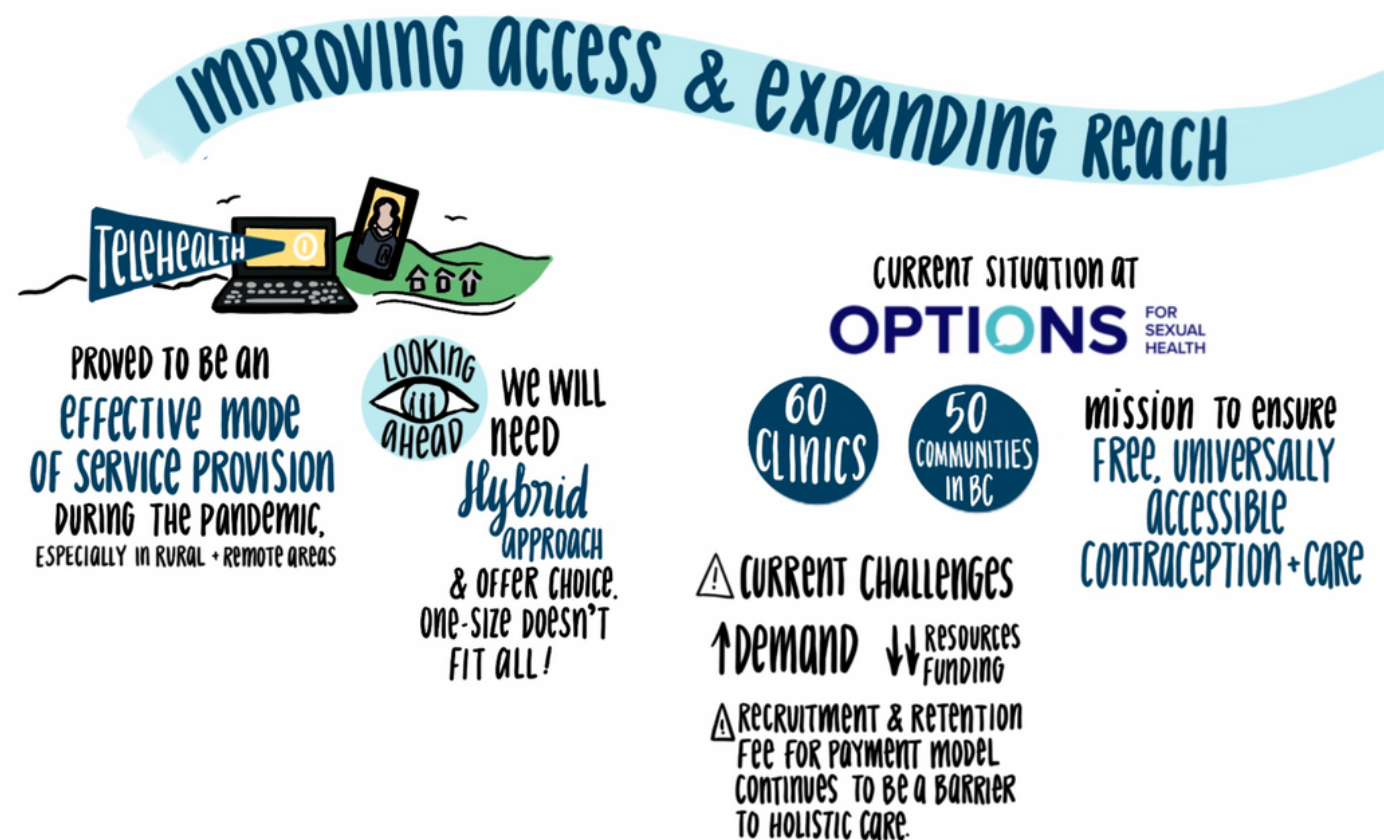 IMPROVING ACCESS & EXPANDING REACH
TELEHEALTH
PROVED TO BE AN
EFFECTIVE MODE
OF SERVICE PROVISION
DURING THE PANDEMIC,
ESPECIALLY IN RURAL + REMOTE AREAS
LOOKING
AHEAD
WE WILL
NEED
Hybrid
APPROACH
& OFFER CHOICE.
ONE-SIZE DOESN'T
FIT ALL!
CURRENT SITUATION AT
OPTIONS
FOR
SEXUAL
HEALTH
60
CLINICS
50
COMMUNITIES
IN BC
MISSION TO ENSURE
FREE, UNIVERSALLY
ACCESSIBLE
CONTRACEPTION + CARE
CURRENT CHALLENGES
↑ DEMAND
↓↓ RESOURCES
FUNDING
RECRUITMENT & RETENTION
FEE FOR PAYMENT MODEL
CONTINUES TO BE A BARRIER
TO HOLISTIC CARE.